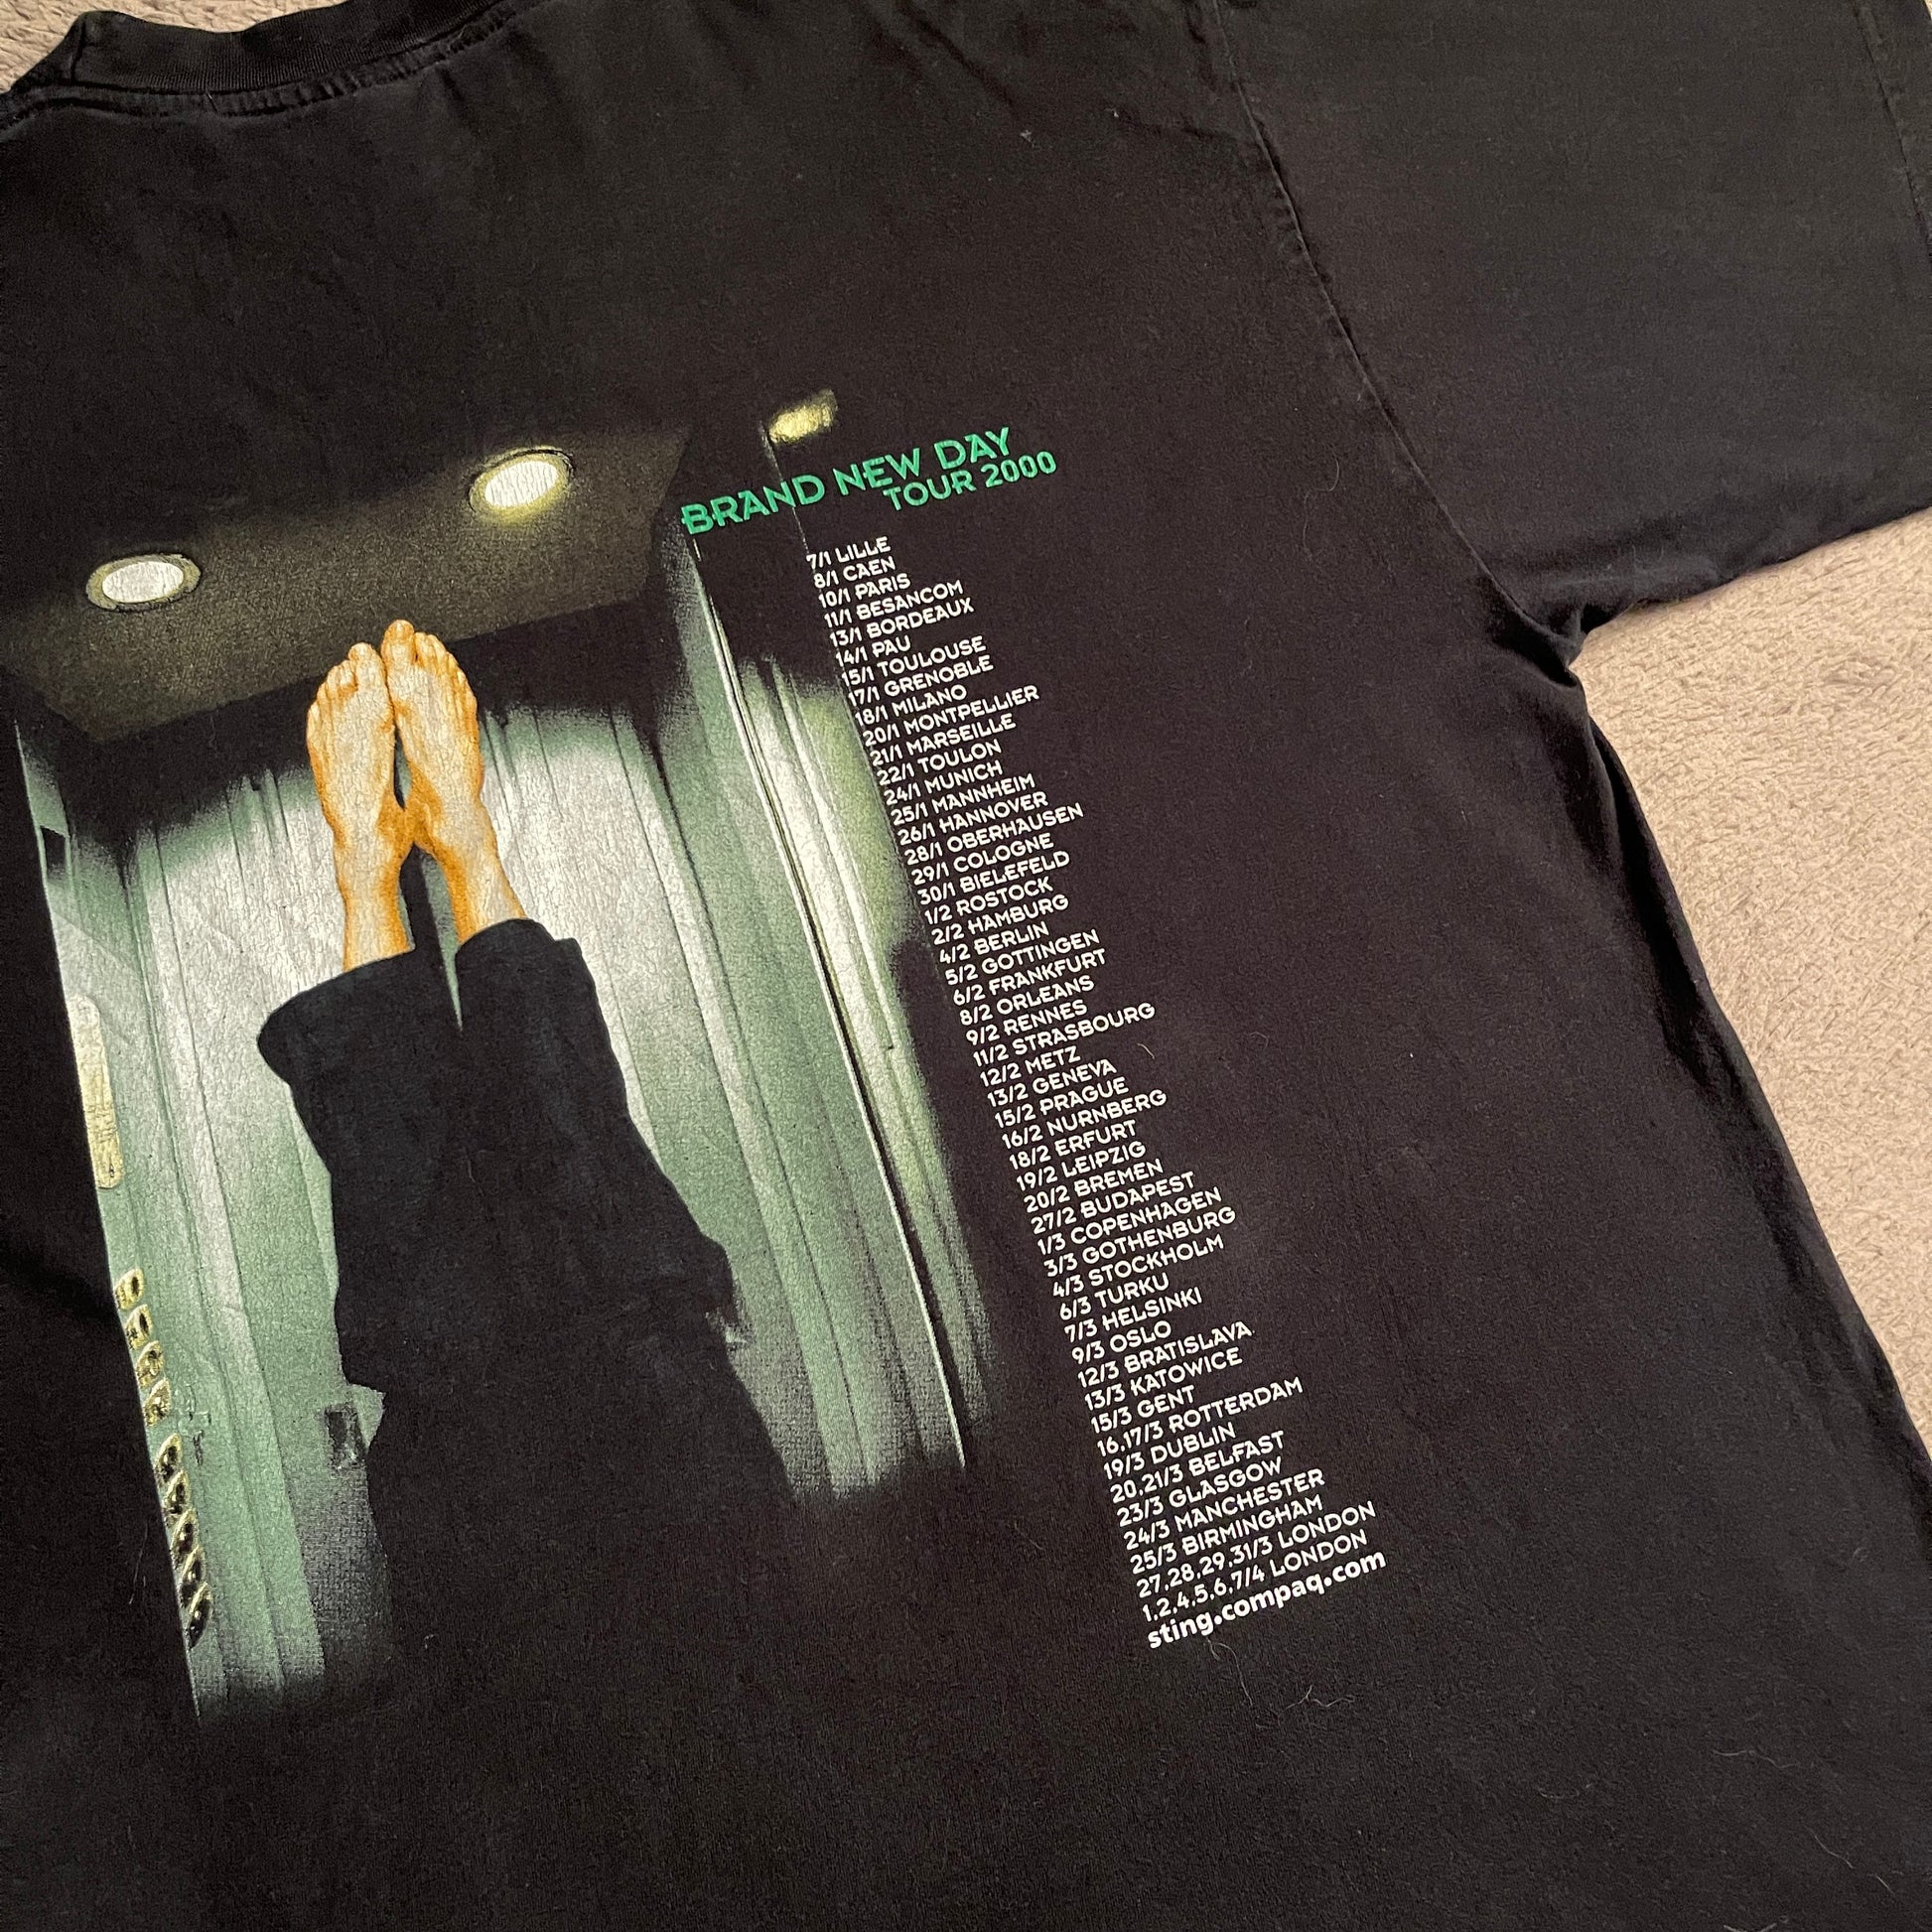 BRAND NEW DAY
TOUR 2000
7/1 LILLE
8/1 CAEN
10/1 PARIS
11/1 BESANCOM
13/1 BORDEAUX
14/1 PAU
15/1 TOULOUSE
17/1 GRENOBLE
18/1 MILANO
20/1 MONTPELLIER
21/1 MARSEILLE
22/1 TOULON
24/1 MUNICH
25/1 MANNHEIM
26/1 HANNOVER
28/1 OBERHAUSEN
29/1 COLOGNE
30/1 BIELEFELD
1/2 ROSTOCK
2/2 HAMBURG
4/2 BERLIN
5/2 GOTTINGEN
6/2 FRANKFURT
8/2 ORLEANS
9/2 RENNES
11/2 STRASBOURG
12/2 METZ
13/2 GENEVA
15/2 PRAGUE
16/2 NURNBERG
18/2 ERFURT
19/2 LEIPZIG
20/2 BREMEN
27/2 BUDAPEST
1/3 COPENHAGEN
3/3 GOTHENBURG
4/3 STOCKHOLM
6/3 TURKU
7/3 HELSINKI
9/3 OSLO
12/3 BRATISLAVA
13/3 KATOWICE
15/3 GENT
16,17/3 ROTTERDAM
19/3 DUBLIN
20,21/3 BELFAST
23/3 GLASGOW
24/3 MANCHESTER
25/3 BIRMINGHAM
27,28,29,31/3 LONDON
1,2,4,5,6,7/4 LONDON
sting.compaq.com